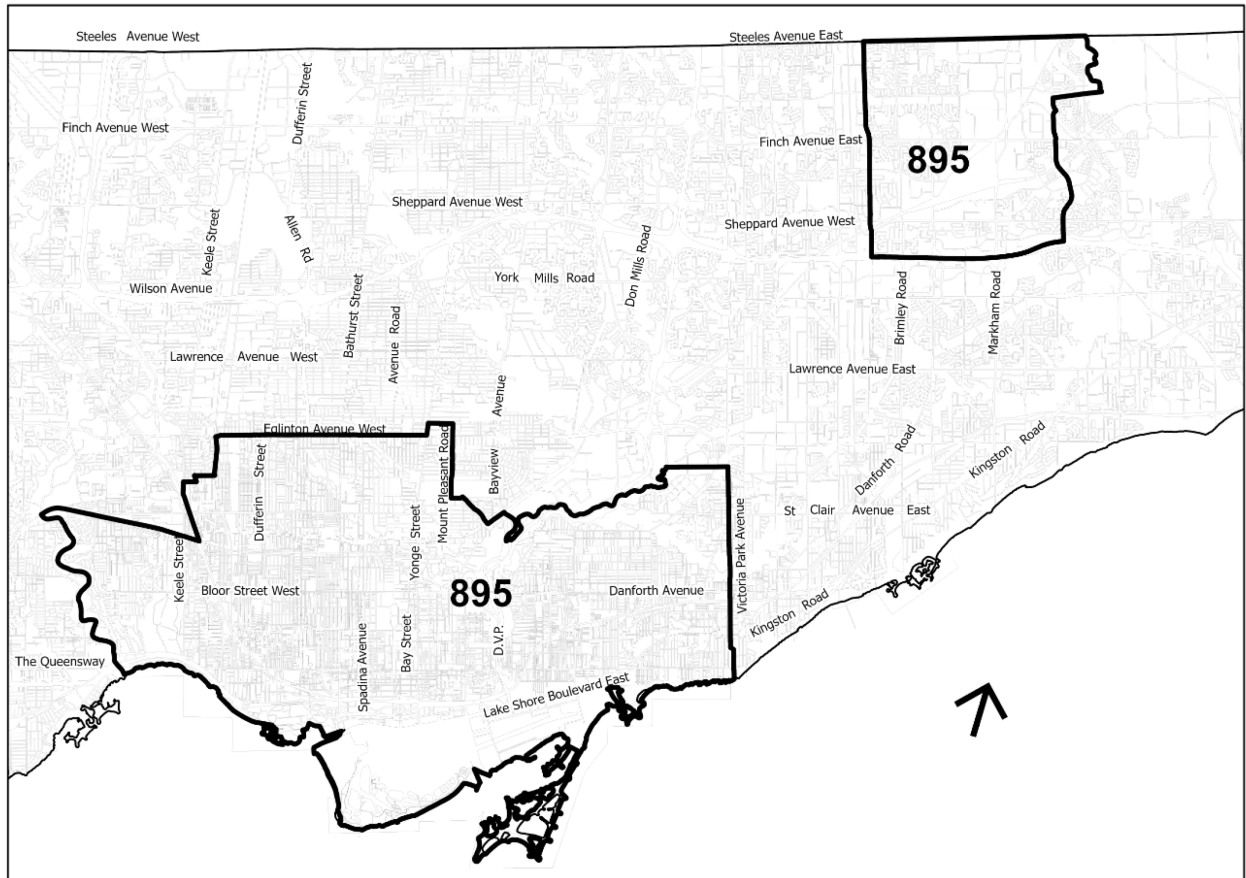 Steeles Avenue West
Steeles Avenue East
Dufferin Street
Finch Avenue West
Finch Avenue East
895
Sheppard Avenue West
Sheppard Avenue West
Keele Street
Allen Rd
Don Mills Road
York Mills Road
Wilson Avenue
Bathurst Street
Avenue Road
Brimley Road
Markham Road
Lawrence Avenue West
Lawrence Avenue East
Bayview Avenue
Eglinton Avenue West
Mount Pleasant Road
Dufferin Street
Danforth Road
Kingston Road
St Clair Avenue East
Yonge Street
Victoria Park Avenue
Keele Street
Bloor Street West
895
Danforth Avenue
Kingston Road
Spadina Avenue
Bay Street
D.V.P.
The Queensway
Lake Shore Boulevard East